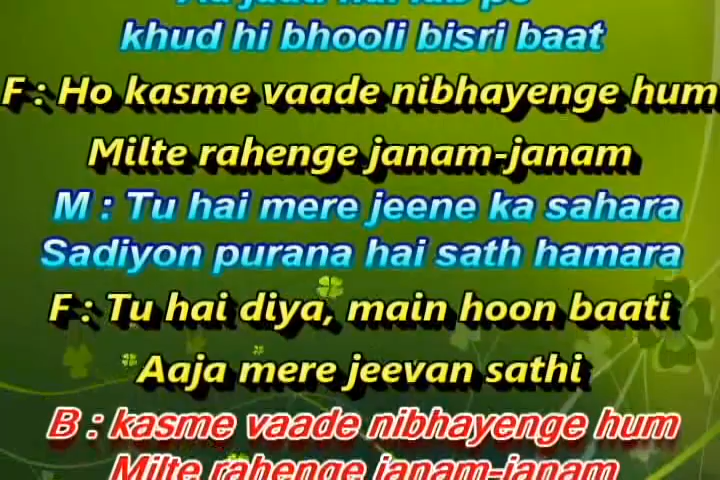 khud hi bhooli bisri baat
F : Ho kasme vaade nibhayenge hum
Milte rahenge janam-janam
M : Tu hai mere jeene ka sahara
Sadiyon purana hai sath hamara
F : Tu hai diya, main hoon baati
Aaja mere jeevan sathi
B : kasme vaade nibhayenge hum
Milte rahenge janam-janam